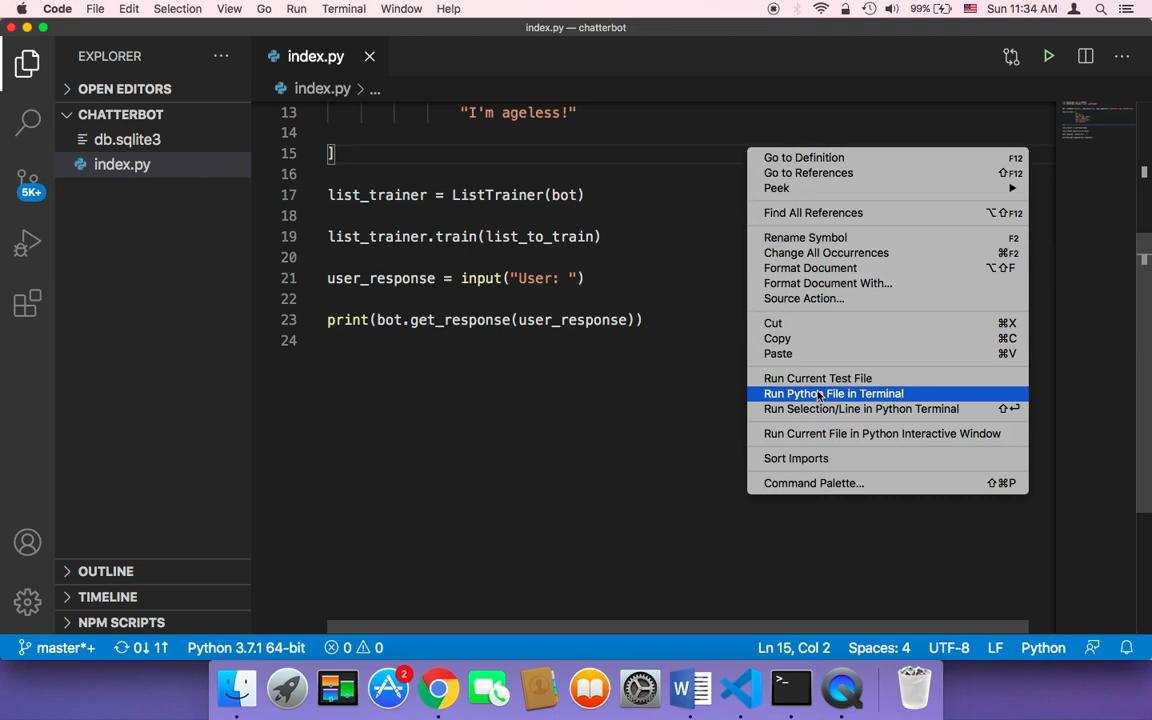 Code File Edit Selection View Go Run Terminal Window Help 99% Sun 11:34 AM
index.py — chatterbot
EXPLORER
index.py
OPEN EDITORS
index.py > ...
CHATTERBOT
db.sqlite3
index.py
5K+
13 "I'm ageless!"
14
15 ]
16
17 list_trainer = ListTrainer(bot)
18
19 list_trainer.train(list_to_train)
20
21 user_response = input("User: ")
22
23 print(bot.get_response(user_response))
24
Go to Definition F12
Go to References ⇧F12
Peek
Find All References ⌥⇧F12
Rename Symbol F2
Change All Occurrences ⌘F2
Format Document ⌥⇧F
Format Document With...
Source Action...
Cut ⌘X
Copy ⌘C
Paste ⌘V
Run Current Test File
Run Python File in Terminal
Run Selection/Line in Python Terminal ⇧⏎
Run Current File in Python Interactive Window
Sort Imports
Command Palette... ⇧⌘P
OUTLINE
TIMELINE
NPM SCRIPTS
master*+ 0↓ 1↑ Python 3.7.1 64-bit 0 0 Ln 15, Col 2 Spaces: 4 UTF-8 LF Python
2
W